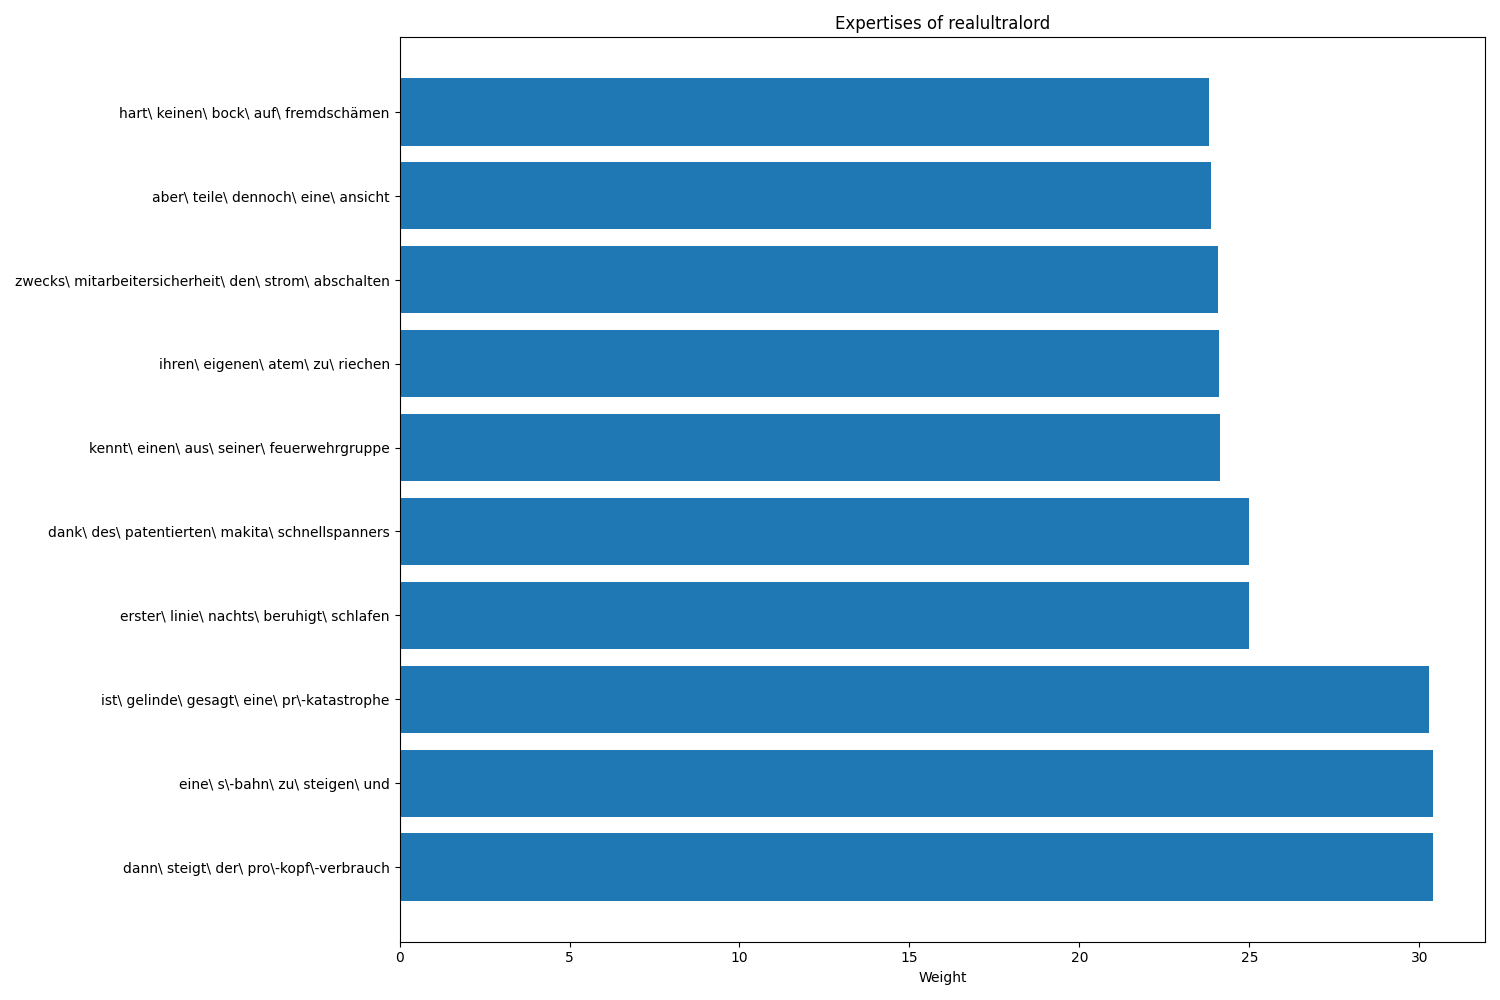 Expertises of realultralord
hart\ keinen\ bock\ auf\ fremdschämen
aber\ teile\ dennoch\ eine\ ansicht
zwecks\ mitarbeitersicherheit\ den\ strom\ abschalten
ihren\ eigenen\ atem\ zu\ riechen
kennt\ einen\ aus\ seiner\ feuerwehrgruppe
dank\ des\ patentierten\ makita\ schnellspanners
erster\ linie\ nachts\ beruhigt\ schlafen
ist\ gelinde\ gesagt\ eine\ pr\-katastrophe
eine\ s\-bahn\ zu\ steigen\ und
dann\ steigt\ der\ pro\-kopf\-verbrauch
0 5 10 15 20 25 30
Weight